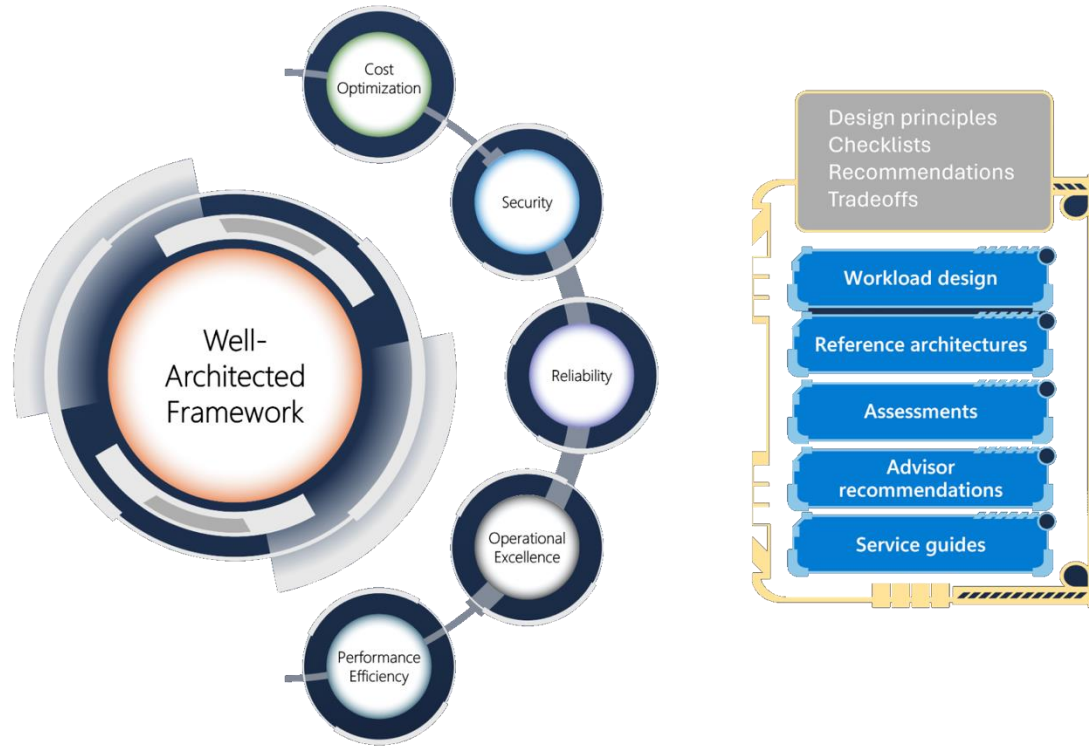 Cost
Optimization
Security
Well-
Architected
Framework
Reliability
Operational
Excellence
Performance
Efficiency
Design principles
Checklists
Recommendations
Tradeoffs
Workload design
Reference architectures
Assessments
Advisor
recommendations
Service guides